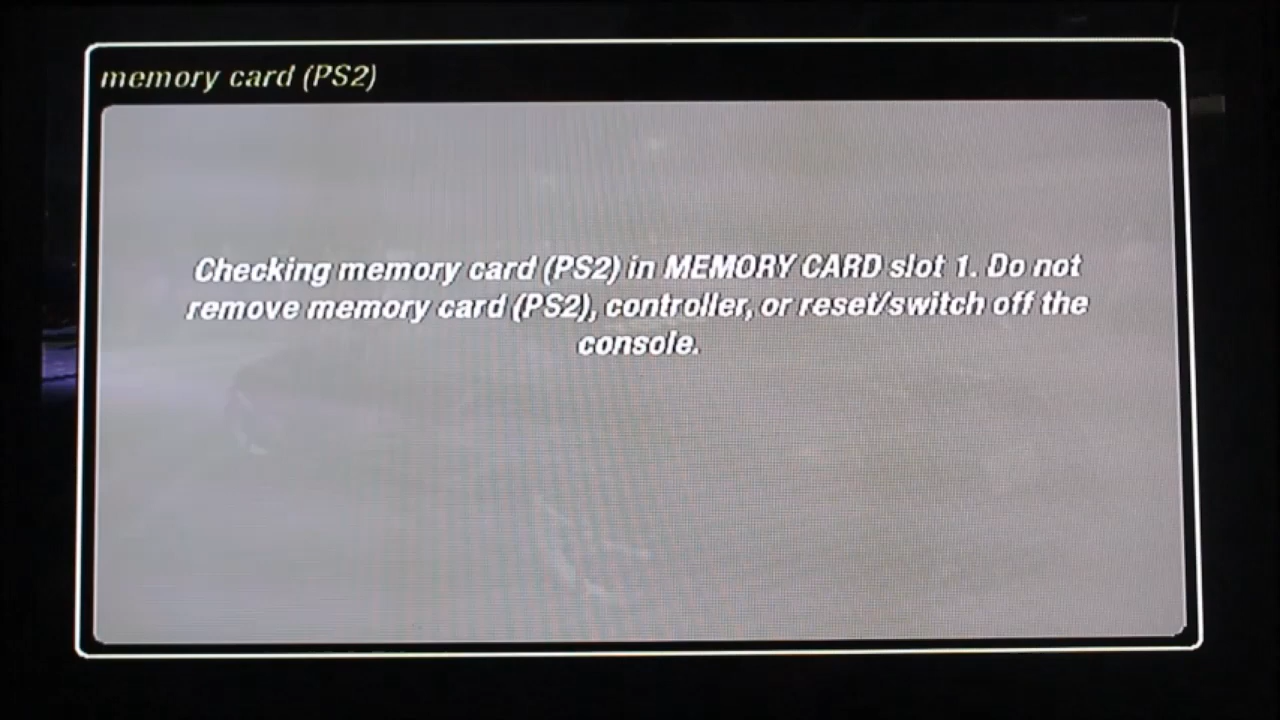 memory card (PS2)
Checking memory card (PS2) in MEMORY CARD slot 1. Do not
remove memory card (PS2), controller, or reset/switch off the
console.